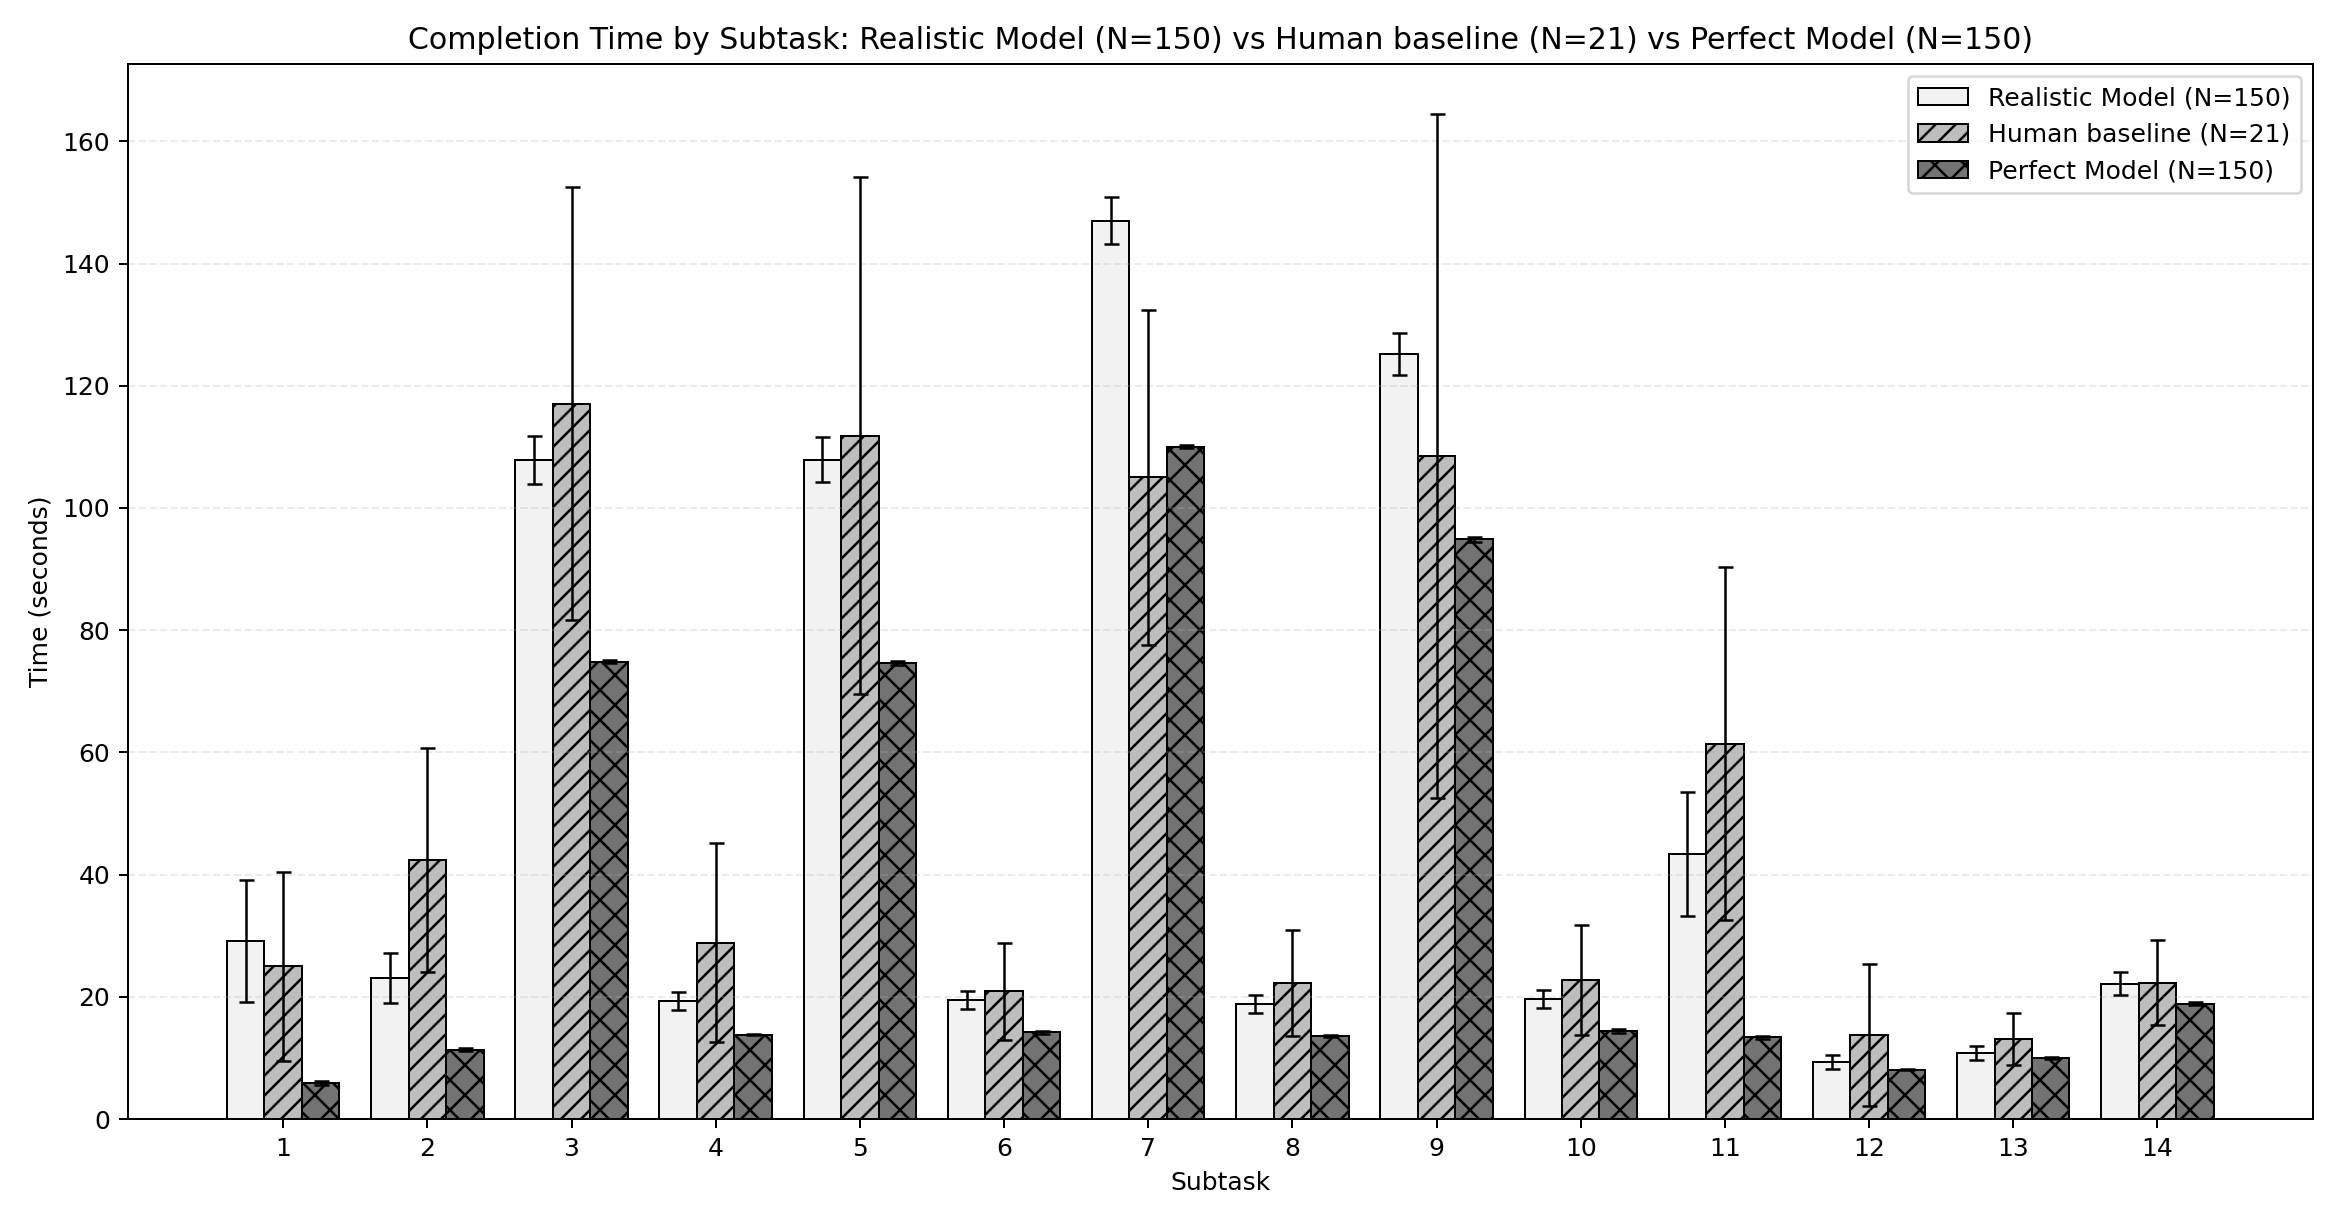 Completion Time by Subtask: Realistic Model (N=150) vs Human baseline (N=21) vs Perfect Model (N=150)
Realistic Model (N=150)
Human baseline (N=21)
Perfect Model (N=150)
Time (seconds)
160
140
120
100
80
60
40
20
0
1 2 3 4 5 6 7 8 9 10 11 12 13 14
Subtask